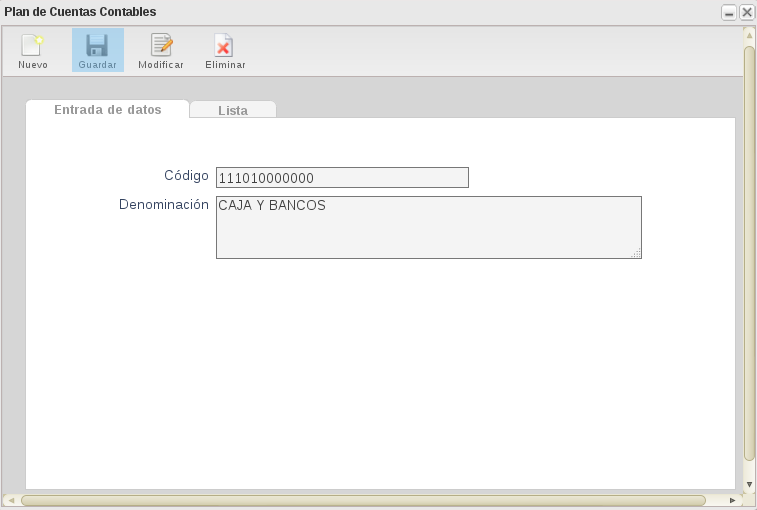 Plan de Cuentas Contables
Nuevo Guardar Modificar Eliminar
Entrada de datos Lista
Código 111010000000
Denominación CAJA Y BANCOS